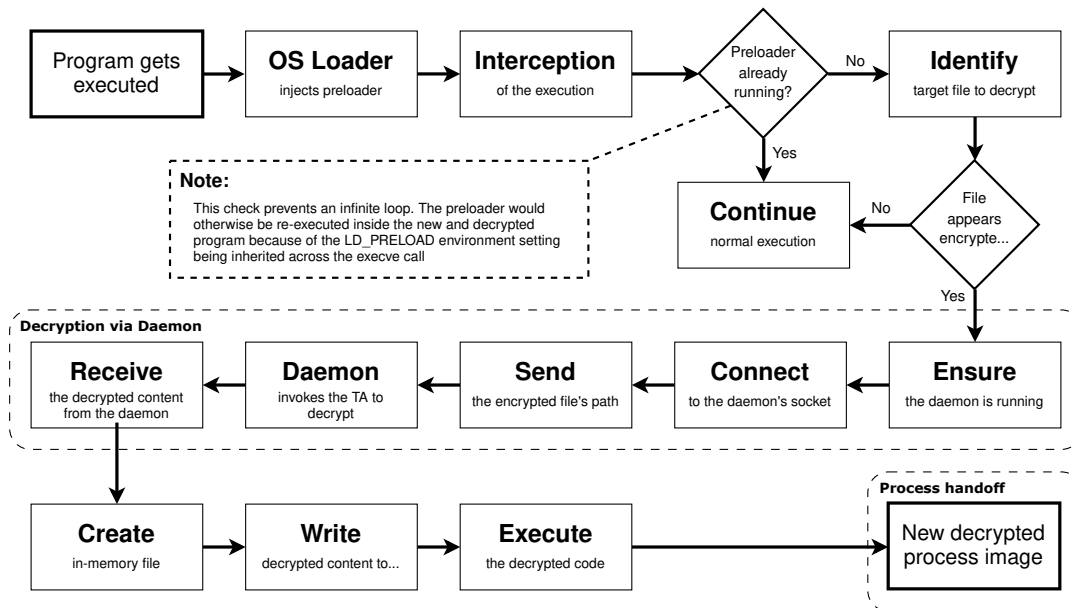 Program gets
executed
OS Loader
injects preloader
Interception
of the execution
Preloader
already
running?
No
Identify
target file to decrypt
Yes
Note:
This check prevents an infinite loop. The preloader would
otherwise be re-executed inside the new and decrypted
program because of the LD_PRELOAD environment setting
being inherited across the execve call
Continue
normal execution
No
File
appears
encrypte...
Yes
Decryption via Daemon
Receive
the decrypted content
from the daemon
Daemon
invokes the TA to
decrypt
Send
the encrypted file's path
Connect
to the daemon's socket
Ensure
the daemon is running
Create
in-memory file
Write
decrypted content to...
Execute
the decrypted code
Process handoff
New decrypted
process image